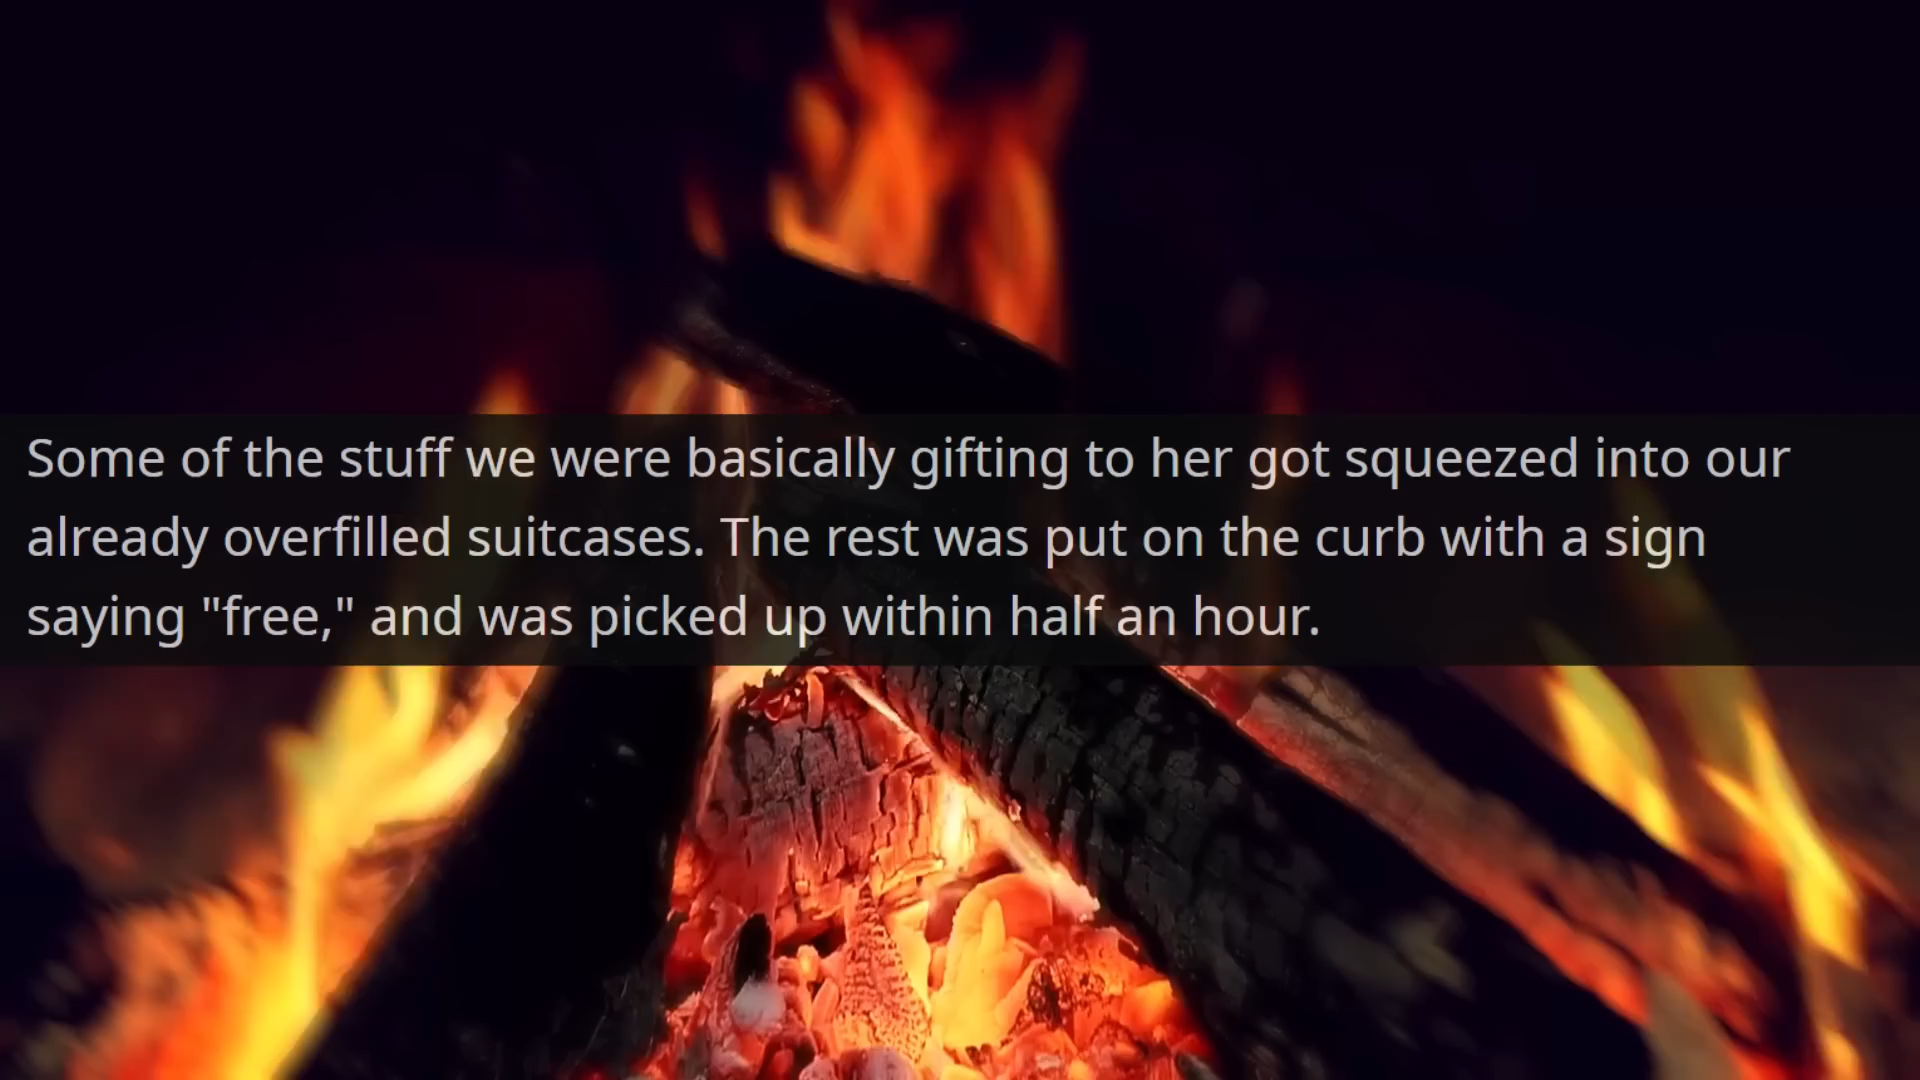 Some of the stuff we were basically gifting to her got squeezed into our
already overfilled suitcases. The rest was put on the curb with a sign
saying "free," and was picked up within half an hour.